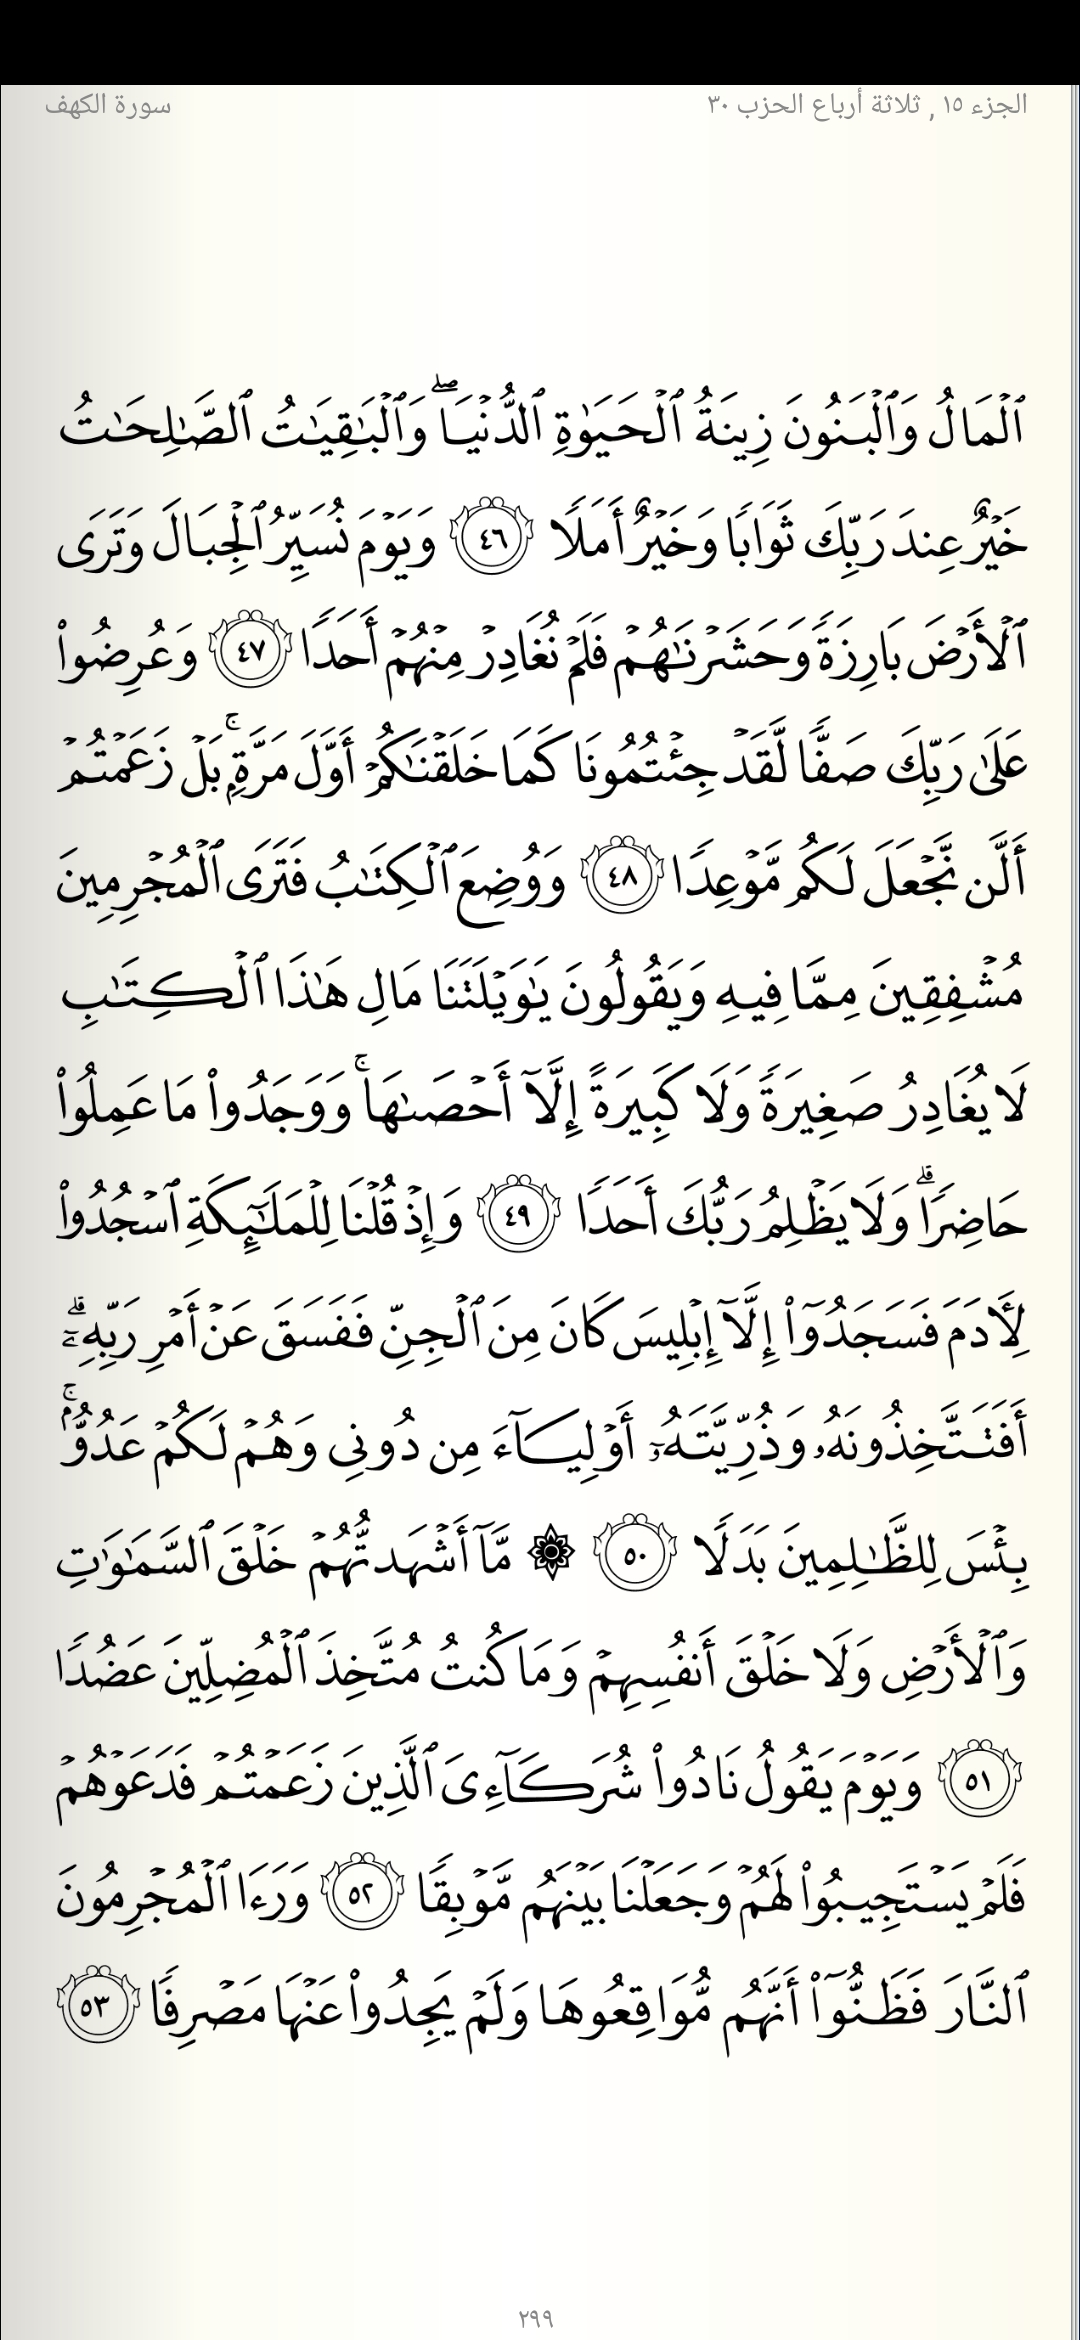 الجزء ١٥ , ثلاثة أرباع الحزب ٣٠
سورة الكهف
ٱلۡمَالُ وَٱلۡبَنُونَ زِينَةُ ٱلۡحَيَوٰةِ ٱلدُّنۡيَاۖ وَٱلۡبَٰقِيَٰتُ ٱلصَّٰلِحَٰتُ
خَيۡرٌ عِندَ رَبِّكَ ثَوَابٗا وَخَيۡرٌ أَمَلٗا ٤٦ وَيَوۡمَ نُسَيِّرُ ٱلۡجِبَالَ وَتَرَى
ٱلۡأَرۡضَ بَارِزَةٗ وَحَشَرۡنَٰهُمۡ فَلَمۡ نُغَادِرۡ مِنۡهُمۡ أَحَدٗا ٤٧ وَعُرِضُواْ
عَلَىٰ رَبِّكَ صَفّٗا لَّقَدۡ جِئۡتُمُونَا كَمَا خَلَقۡنَٰكُمۡ أَوَّلَ مَرَّةِۭۚ بَلۡ زَعَمۡتُمۡ
أَلَّن نَّجۡعَلَ لَكُم مَّوۡعِدٗا ٤٨ وَوُضِعَ ٱلۡكِتَٰبُ فَتَرَى ٱلۡمُجۡرِمِينَ
مُشۡفِقِينَ مِمَّا فِيهِ وَيَقُولُونَ يَٰوَيۡلَتَنَا مَالِ هَٰذَا ٱلۡكِتَٰبِ
لَا يُغَادِرُ صَغِيرَةٗ وَلَا كَبِيرَةً إِلَّآ أَحۡصَىٰهَاۚ وَوَجَدُواْ مَا عَمِلُواْ
حَاضِرٗاۗ وَلَا يَظۡلِمُ رَبُّكَ أَحَدٗا ٤٩ وَإِذۡ قُلۡنَا لِلۡمَلَٰٓئِكَةِ ٱسۡجُدُواْ
لِأٓدَمَ فَسَجَدُوٓاْ إِلَّآ إِبۡلِيسَ كَانَ مِنَ ٱلۡجِنِّ فَفَسَقَ عَنۡ أَمۡرِ رَبِّهِۦٓۗ
أَفَتَتَّخِذُونَهُۥ وَذُرِّيَّتَهُۥٓ أَوۡلِيَآءَ مِن دُونِي وَهُمۡ لَكُمۡ عَدُوُّۢۚ
بِئۡسَ لِلظَّٰلِمِينَ بَدَلٗا ٥٠ ۞ مَّآ أَشۡهَدتُّهُمۡ خَلۡقَ ٱلسَّمَٰوَٰتِ
وَٱلۡأَرۡضِ وَلَا خَلۡقَ أَنفُسِهِمۡ وَمَا كُنتُ مُتَّخِذَ ٱلۡمُضِلِّينَ عَضُدٗا
٥١ وَيَوۡمَ يَقُولُ نَادُواْ شُرَكَآءِيَ ٱلَّذِينَ زَعَمۡتُمۡ فَدَعَوۡهُمۡ
فَلَمۡ يَسۡتَجِيبُواْ لَهُمۡ وَجَعَلۡنَا بَيۡنَهُم مَّوۡبِقٗا ٥٢ وَرَءَا ٱلۡمُجۡرِمُونَ
ٱلنَّارَ فَظَنُّوٓاْ أَنَّهُم مُّوَاقِعُوهَا وَلَمۡ يَجِدُواْ عَنۡهَا مَصۡرِفٗا ٥٣
٢٩٩